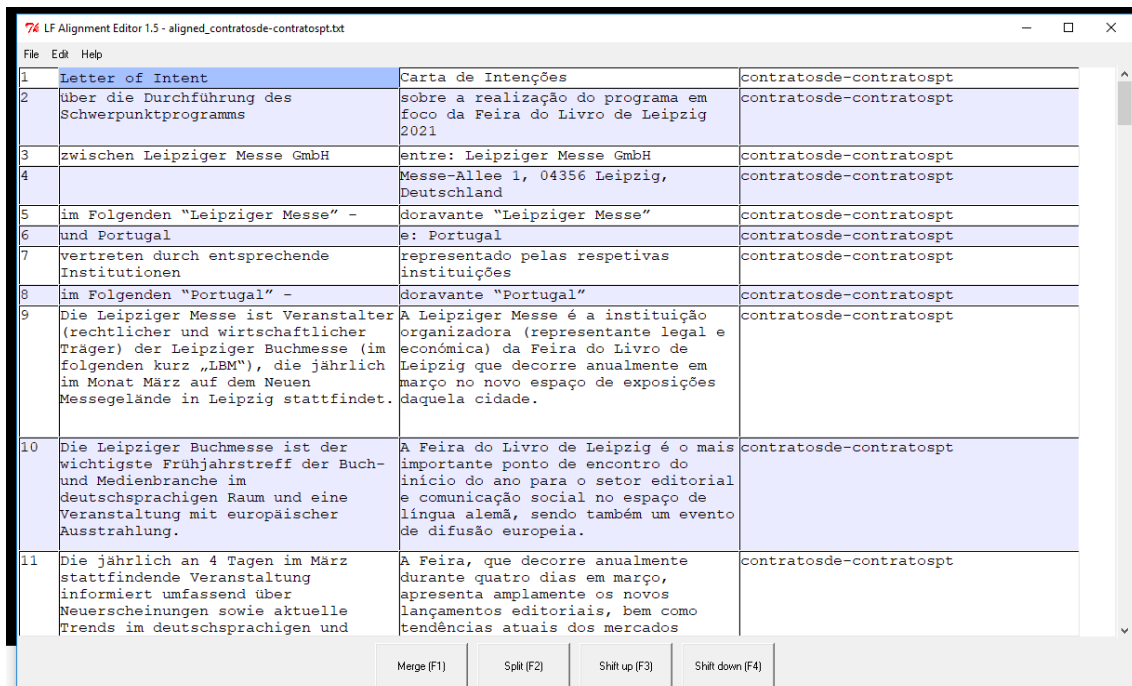 LF Alignment Editor 1.5 - aligned_contratosde-contratospt.txt
File Edit Help
1
Letter of Intent
Carta de Intenções
contratosde-contratospt
2
über die Durchführung des
Schwerpunktprogramms
sobre a realização do programa em
foco da Feira do Livro de Leipzig
2021
contratosde-contratospt
3
zwischen Leipziger Messe GmbH
entre: Leipziger Messe GmbH
contratosde-contratospt
4
Messe-Allee 1, 04356 Leipzig,
Deutschland
contratosde-contratospt
5
im Folgenden “Leipziger Messe” -
doravante “Leipziger Messe”
contratosde-contratospt
6
und Portugal
e: Portugal
contratosde-contratospt
7
vertreten durch entsprechende
Institutionen
representado pelas respetivas
instituições
contratosde-contratospt
8
im Folgenden “Portugal” -
doravante “Portugal”
contratosde-contratospt
9
Die Leipziger Messe ist Veranstalter
(rechtlicher und wirtschaftlicher
Träger) der Leipziger Buchmesse (im
folgenden kurz „LBM”), die jährlich
im Monat März auf dem Neuen
Messegelände in Leipzig stattfindet.
A Leipziger Messe é a instituição
organizadora (representante legal e
económica) da Feira do Livro de
Leipzig que decorre anualmente em
março no novo espaço de exposições
daquela cidade.
contratosde-contratospt
10
Die Leipziger Buchmesse ist der
wichtigste Frühjahrstreff der Buch-
und Medienbranche im
deutschsprachigen Raum und eine
Veranstaltung mit europäischer
Ausstrahlung.
A Feira do Livro de Leipzig é o mais
importante ponto de encontro do
início do ano para o setor editorial
e comunicação social no espaço de
língua alemã, sendo também um evento
de difusão europeia.
contratosde-contratospt
11
Die jährlich an 4 Tagen im März
stattfindende Veranstaltung
informiert umfassend über
Neuerscheinungen sowie aktuelle
Trends im deutschsprachigen und
A Feira, que decorre anualmente
durante quatro dias em março,
apresenta amplamente os novos
lançamentos editoriais, bem como
tendências atuais dos mercados
contratosde-contratospt
Merge (F1) Split (F2) Shift up (F3) Shift down (F4)